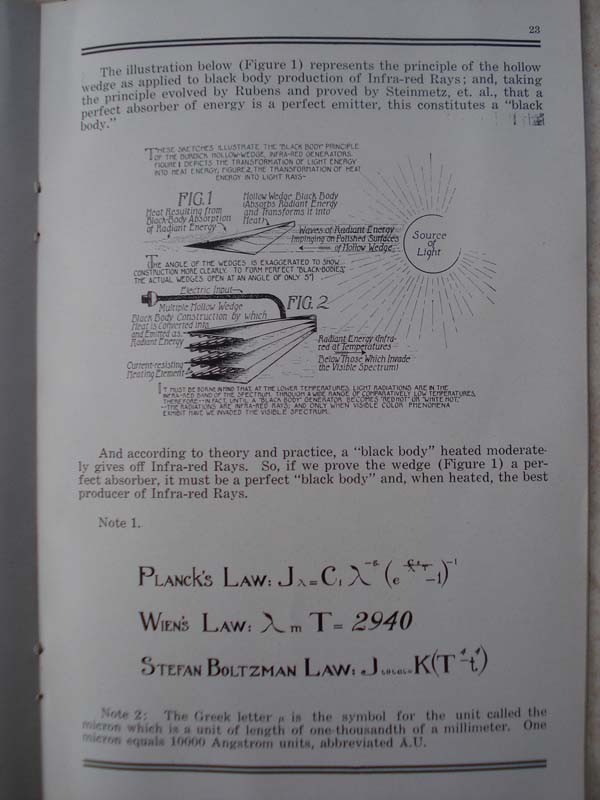 23
The illustration below (Figure 1) represents the principle of the hollow
wedge as applied to black body production of Infra-red Rays; and, taking
the principle evolved by Rubens and proved by Steinmetz, et. al., that a
perfect absorber of energy is a perfect emitter, this constitutes a "black
body."
THESE SKETCHES ILLUSTRATE THE "BLACK BODY" PRINCIPLE
OF THE BURDICK HOLLOW-WEDGE, INFRA-RED GENERATORS.
FIGURE 1 DEPICTS THE TRANSFORMATION OF LIGHT ENERGY
INTO HEAT ENERGY; FIGURE 2, THE TRANSFORMATION OF HEAT
ENERGY INTO LIGHT RAYS~
FIG. 1
Heat Resulting from
Black-Body Absorption
of Radiant Energy
Hollow Wedge Black Body
(Absorbs Radiant Energy
and Transforms it into
Heat)
Waves of Radiant Energy
Impinging on Polished Surfaces
of Hollow Wedge
Source
of
Light
(THE ANGLE OF THE WEDGES IS EXAGGERATED TO SHOW
CONSTRUCTION MORE CLEARLY. TO FORM PERFECT "BLACK-BODIES,"
THE ACTUAL WEDGES OPEN AT AN ANGLE OF ONLY 5°)
Electric Input
FIG. 2
Multiple Hollow Wedge
Black Body Construction by which
Heat is Converted into
and Emitted as
Radiant Energy
Current-resisting
Heating Element
Radiant Energy (Infra-
red at Temperatures
Below Those Which Invade
the Visible Spectrum)
IT MUST BE BORNE IN MIND THAT, AT THE LOWER TEMPERATURES, LIGHT RADIATIONS ARE IN THE
INFRA-RED BAND OF THE SPECTRUM. THROUGH A WIDE RANGE OF COMPARATIVELY LOW TEMPERATURES,
THEREFORE--IN FACT, UNTIL A "BLACK BODY" GENERATOR BECOMES "RED HOT" OR "WHITE HOT,"
--THE RADIATIONS ARE INFRA-RED RAYS; AND ONLY WHEN VISIBLE COLOR PHENOMENA
EXHIBIT HAVE WE INVADED THE VISIBLE SPECTRUM.
And according to theory and practice, a "black body" heated moderate-
ly gives off Infra-red Rays. So, if we prove the wedge (Figure 1) a per-
fect absorber, it must be a perfect "black body" and, when heated, the best
producer of Infra-red Rays.
Note 1.
PLANCK'S LAW: Jλ = C₁ λ⁻⁵ (e^(C₂/λT) -1)⁻¹
WIEN'S LAW: λm T = 2940
STEFAN BOLTZMAN LAW: J = K(T⁴-t⁴)
Note 2: The Greek letter μ is the symbol for the unit called the
micron which is a unit of length of one-thousandth of a millimeter. One
micron equals 10000 Angstrom units, abbreviated A.U.